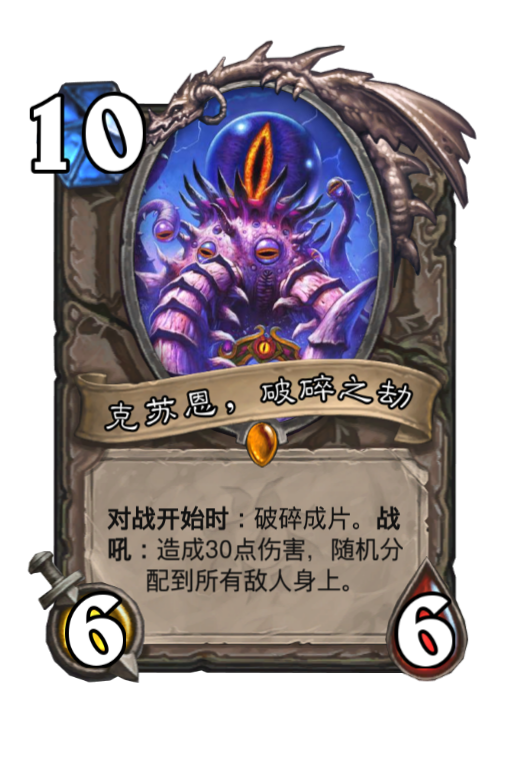 10
克苏恩，破碎之劫
对战开始时：破碎成片。战
吼：造成30点伤害，随机分
配到所有敌人身上。
6
6